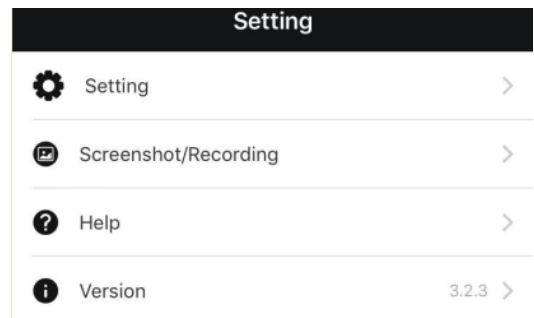 Setting
Setting
Screenshot/Recording
Help
Version 3.2.3